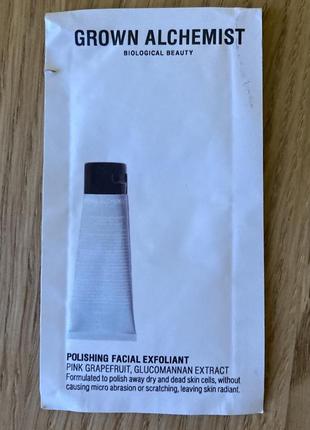 GROWN ALCHEMIST
BIOLOGICAL BEAUTY
POLISHING FACIAL EXFOLIANT
PINK GRAPEFRUIT, GLUCOMANNAN EXTRACT
Formulated to polish away dry and dead skin cells, without
causing micro abrasion or scratching, leaving skin radiant.